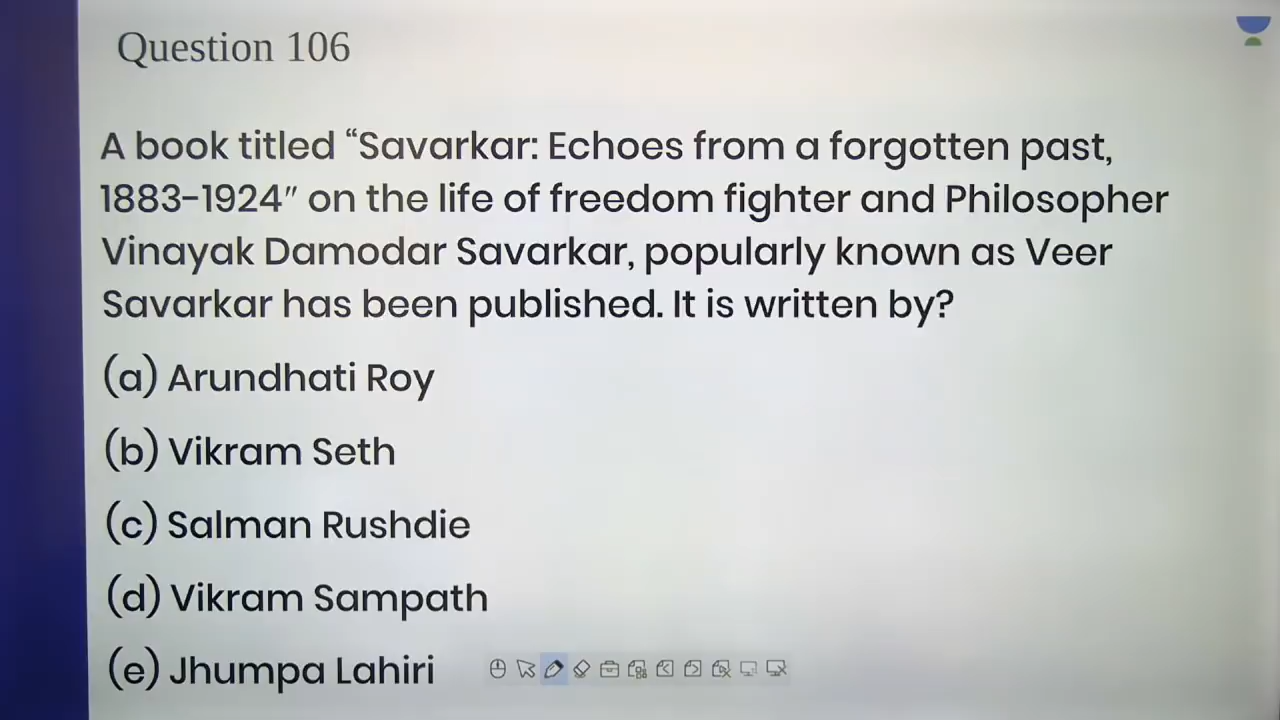 Question 106
A book titled “Savarkar: Echoes from a forgotten past,
1883-1924" on the life of freedom fighter and Philosopher
Vinayak Damodar Savarkar, popularly known as Veer
Savarkar has been published. It is written by?
(a) Arundhati Roy
(b) Vikram Seth
(c) Salman Rushdie
(d) Vikram Sampath
(e) Jhumpa Lahiri